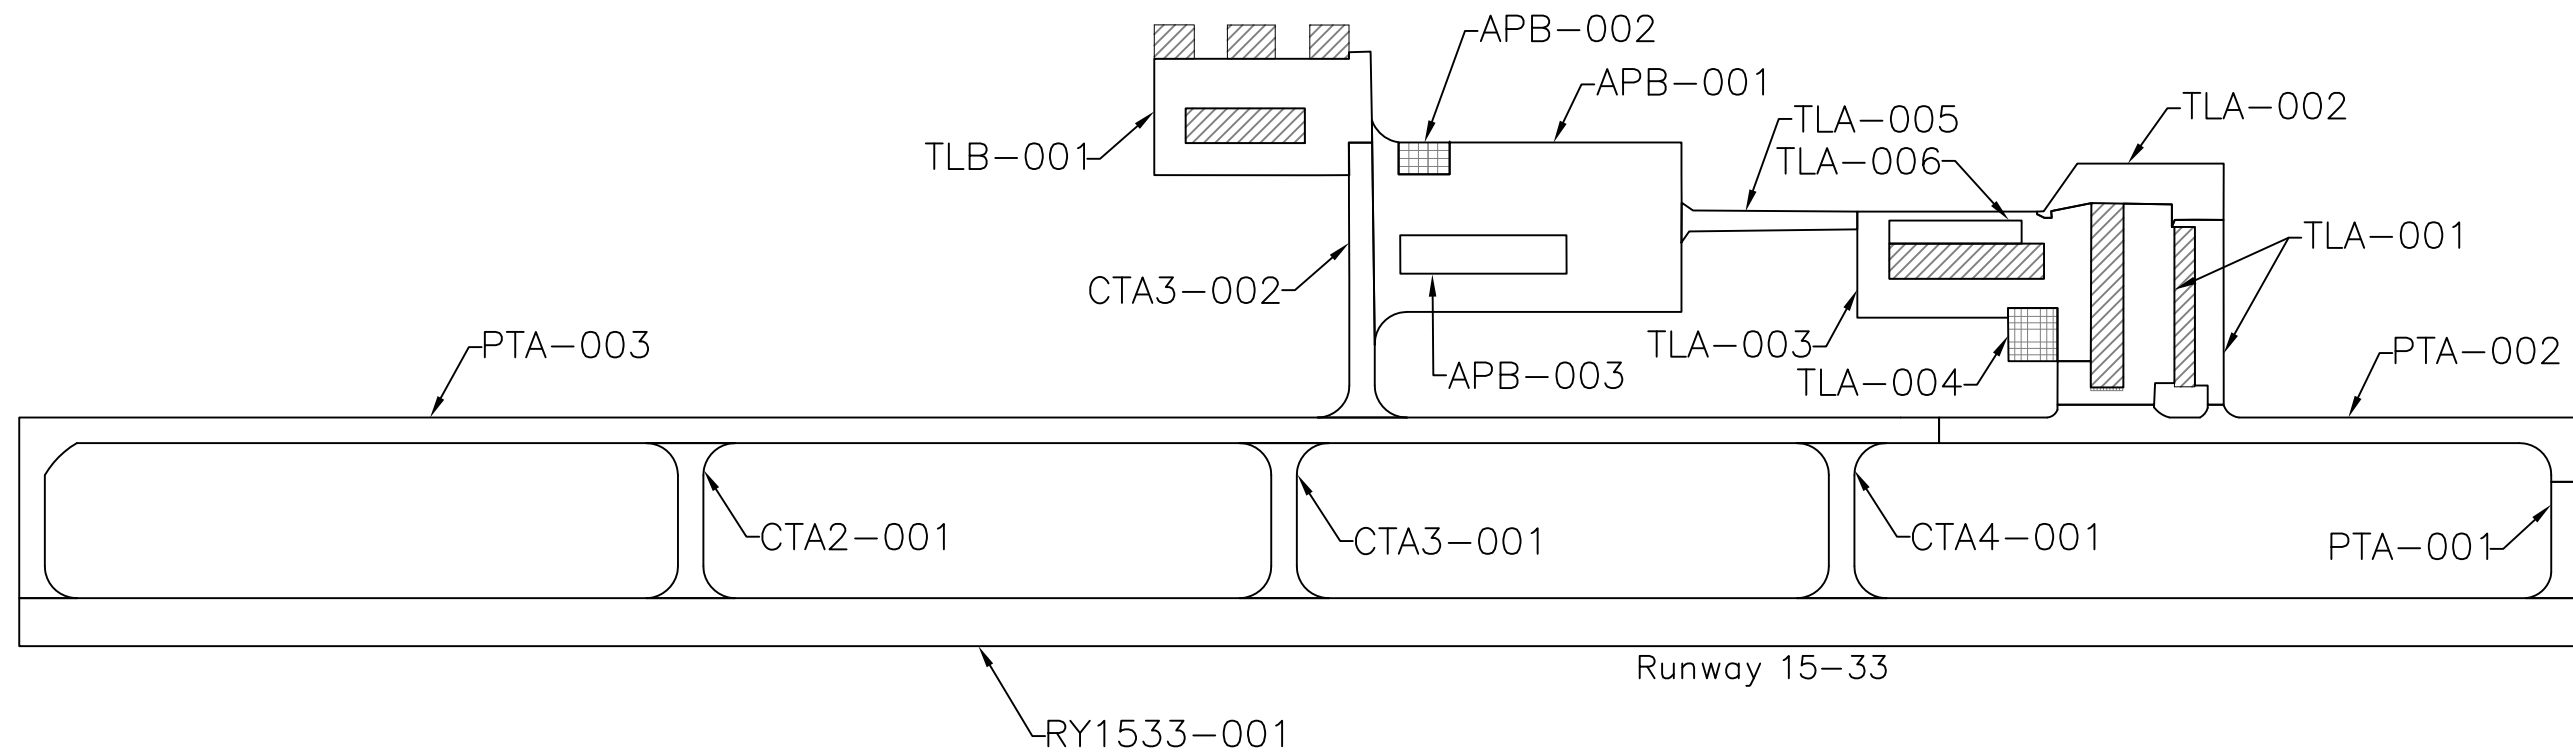 APB-002
APB-001
TLA-002
TLA-005
TLB-001
TLA-006
TLA-001
CTA3-002
PTA-003
TLA-003
PTA-002
APB-003
TLA-004
CTA2-001
CTA3-001
CTA4-001
PTA-001
Runway 15-33
RY1533-001